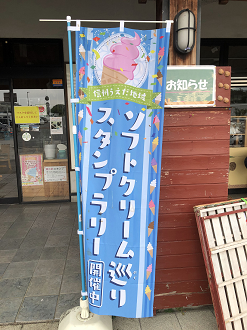 信州うえだ地域
ソフトクリーム巡り
スタンプラリー
開催中
お知らせ